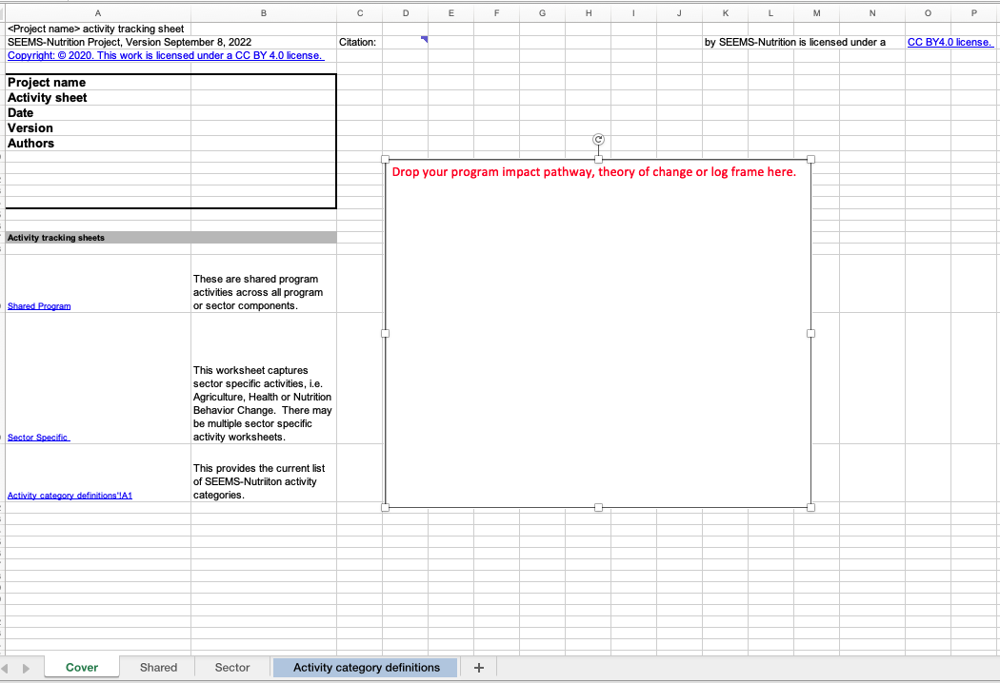 A B C D E F G H I J K L M N O P
<Project name> activity tracking sheet
SEEMS-Nutrition Project, Version September 8, 2022 Citation: by SEEMS-Nutrition is licensed under a CC BY4.0 license.
Copyright: © 2020. This work is licensed under a CC BY 4.0 license.
Project name
Activity sheet
Date
Version
Authors
Drop your program impact pathway, theory of change or log frame here.
Activity tracking sheets
These are shared program
activities across all program
or sector components.
Shared Program
This worksheet captures
sector specific activities, i.e.
Agriculture, Health or Nutrition
Behavior Change. There may
be multiple sector specific
activity worksheets.
Sector Specific
This provides the current list
of SEEMS-Nutriiton activity
categories.
Activity category definitions'!A1
Cover Shared Sector Activity category definitions +